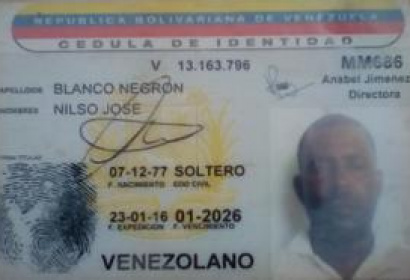 REPUBLICA BOLIVARIANA DE VENEZUELA
CEDULA DE IDENTIDAD
V 13.163.796 MM686
Anabel Jimenez
Directora
APELLIDOS BLANCO NEGRON
NOMBRES NILSO JOSE
07-12-77 SOLTERO
F. NACIMIENTO EDO CIVIL
23-01-16 01-2026
F. EXPEDICION F. VENCIMIENTO
VENEZOLANO